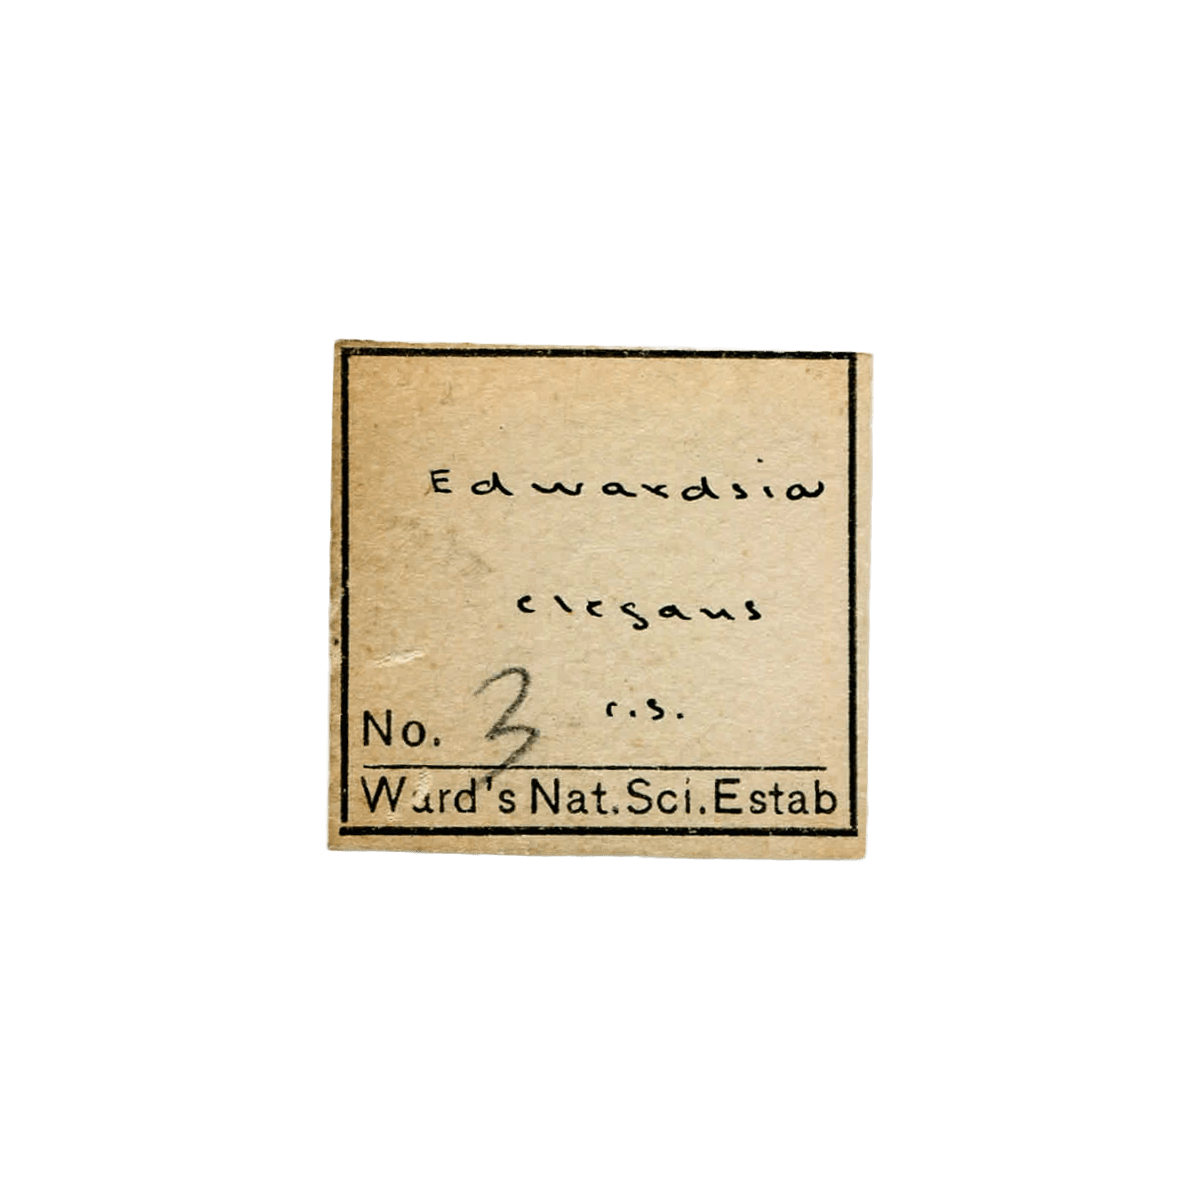 Edwardsia
elegans
r.s.
No. 3
Ward's Nat. Sci. Estab